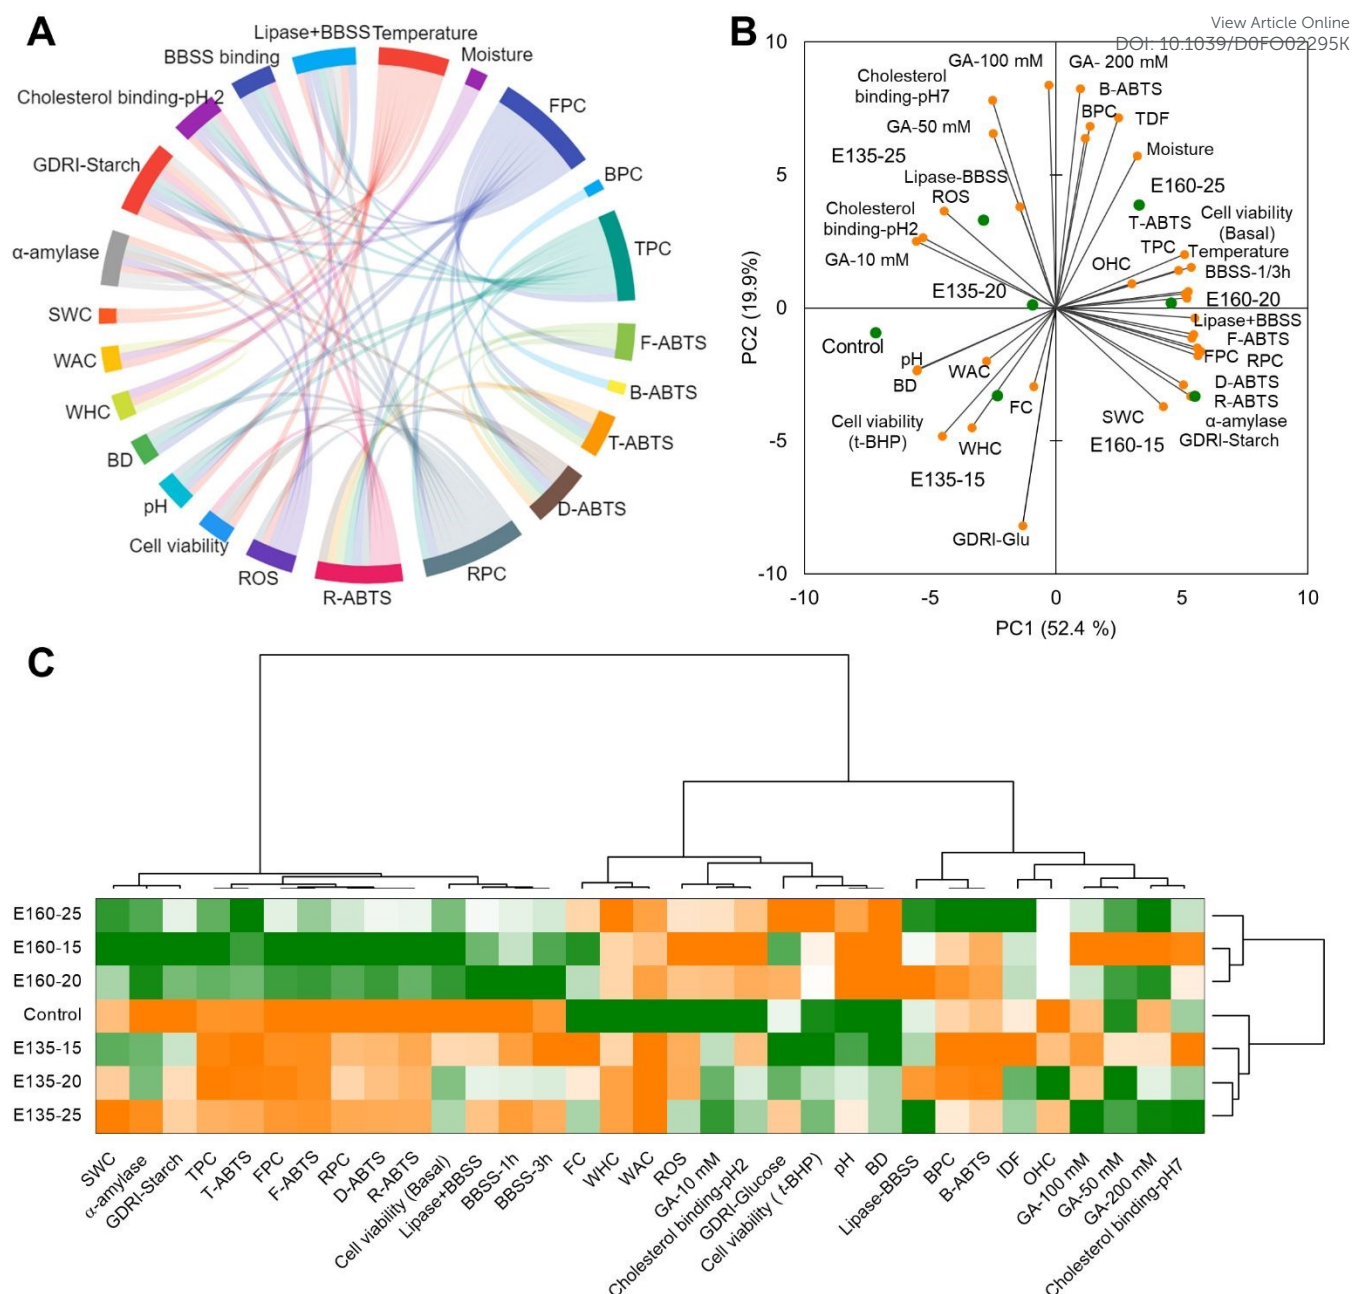 View Article Online
DOI: 10.1039/D0FO02295K
A
Lipase+BBSS
Temperature
BBSS binding
Moisture
Cholesterol binding-pH 2
FPC
GDRI-Starch
BPC
TPC
α-amylase
SWC
F-ABTS
WAC
B-ABTS
WHC
T-ABTS
BD
D-ABTS
pH
Cell viability
ROS
RPC
R-ABTS
B
10
GA-100 mM
GA- 200 mM
Cholesterol
binding-pH7
B-ABTS
BPC
TDF
GA-50 mM
E135-25
Moisture
5
Lipase-BBSS
ROS
E160-25
Cholesterol
binding-pH2
T-ABTS
Cell viability
(Basal)
TPC
Temperature
GA-10 mM
OHC
BBSS-1/3h
E135-20
E160-20
0
Lipase+BBSS
Control
F-ABTS
pH
FPC
RPC
BD
WAC
D-ABTS
FC
R-ABTS
Cell viability
(t-BHP)
SWC
α-amylase
WHC
E160-15
GDRI-Starch
-5
E135-15
GDRI-Glu
-10
-10
-5
0
5
10
PC1 (52.4 %)
PC2 (19.9%)
C
E160-25
E160-15
E160-20
Control
E135-15
E135-20
E135-25
SWC
α-amylase
GDRI-Starch
TPC
T-ABTS
FPC
F-ABTS
RPC
D-ABTS
R-ABTS
Cell viability (Basal)
Lipase+BBSS
BBSS-1h
BBSS-3h
FC
WHC
WAC
ROS
GA-10 mM
Cholesterol binding-pH2
GDRI-Glucose
Cell viability ( t-BHP)
pH
BD
Lipase-BBSS
BPC
B-ABTS
IDF
OHC
GA-100 mM
GA-50 mM
GA-200 mM
Cholesterol binding-pH7